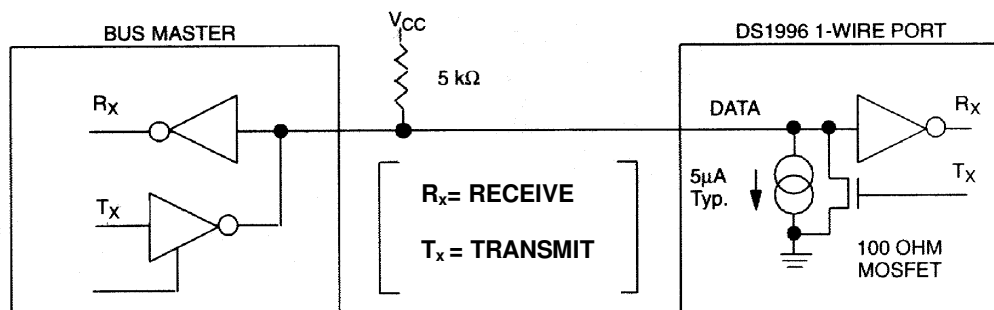 BUS MASTER
VCC
DS1996 1-WIRE PORT
5 kΩ
RX
DATA
RX
5µA
Typ.
TX
TX
Rx= RECEIVE
Tx = TRANSMIT
100 OHM
MOSFET